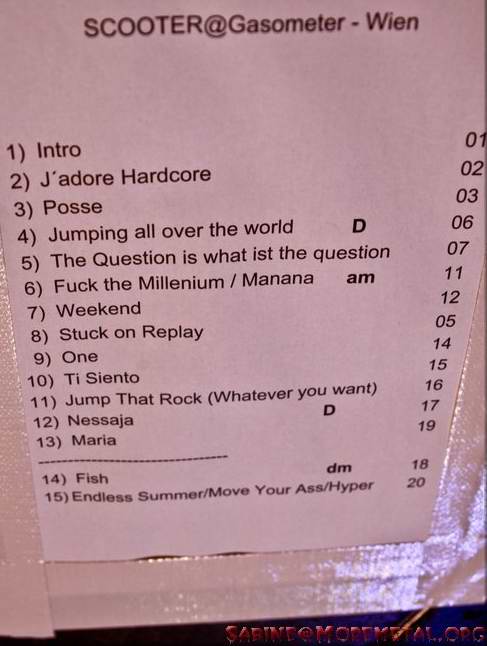 SCOOTER@Gasometer - Wien
1) Intro 01
2) J´adore Hardcore 02
3) Posse 03
4) Jumping all over the world D 06
5) The Question is what ist the question 07
6) Fuck the Millenium / Manana am 11
7) Weekend 12
8) Stuck on Replay 05
9) One 14
10) Ti Siento 15
11) Jump That Rock (Whatever you want) 16
12) Nessaja D 17
13) Maria 19
------------------------------
14) Fish dm 18
15) Endless Summer/Move Your Ass/Hyper 20
SABINE@MOREMETAL.ORG